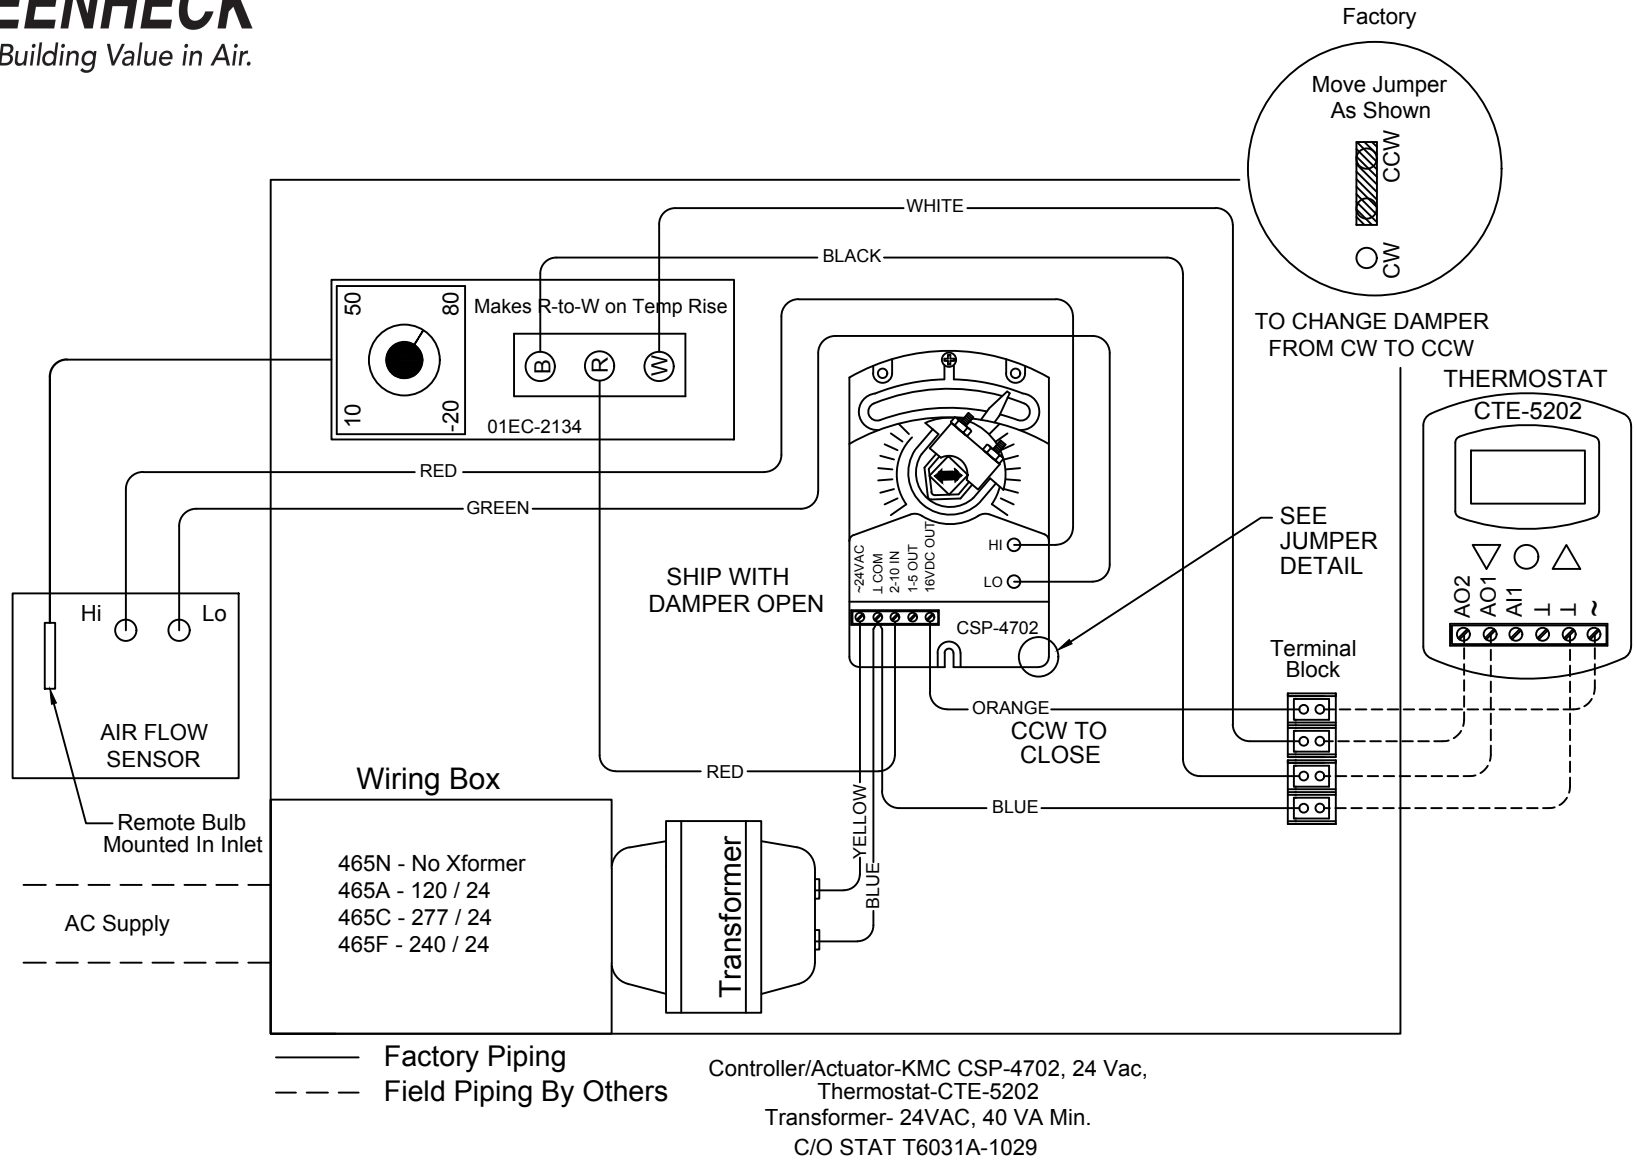 Building Value in Air.
Factory
Move Jumper
As Shown
CCW
CW
TO CHANGE DAMPER
FROM CW TO CCW
WHITE
BLACK
50
80
10
-20
Makes R-to-W on Temp Rise
B
R
W
01EC-2134
RED
GREEN
THERMOSTAT
CTE-5202
AO2
AO1
AI1
⊥
⊥
~
SEE
JUMPER
DETAIL
SHIP WITH
DAMPER OPEN
~24VAC
⊥ COM
2-10 IN
1-5 OUT
16VDC OUT
HI
LO
CSP-4702
Hi
Lo
AIR FLOW
SENSOR
Remote Bulb
Mounted In Inlet
Terminal
Block
ORANGE
CCW TO
CLOSE
RED
BLUE
YELLOW
BLUE
Wiring Box
465N - No Xformer
465A - 120 / 24
465C - 277 / 24
465F - 240 / 24
Transformer
AC Supply
Factory Piping
Field Piping By Others
Controller/Actuator-KMC CSP-4702, 24 Vac,
Thermostat-CTE-5202
Transformer- 24VAC, 40 VA Min.
C/O STAT T6031A-1029